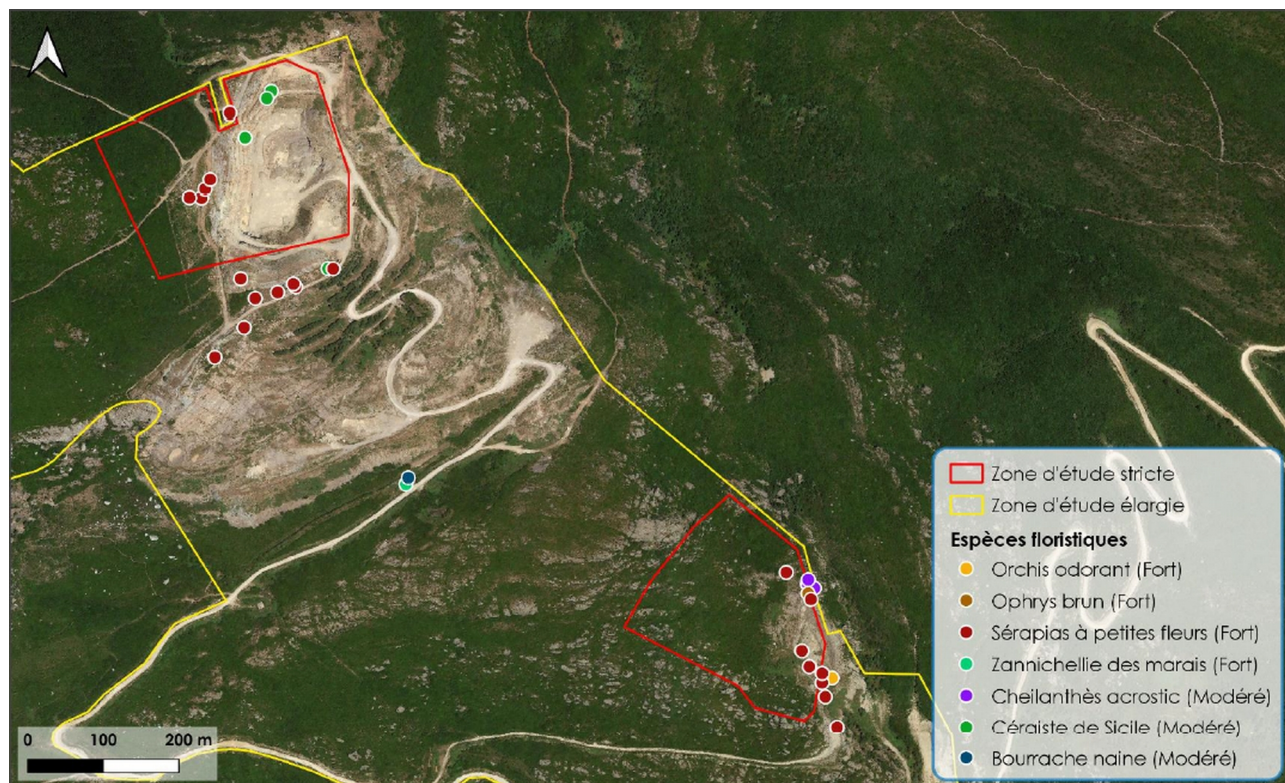 Zone d'étude stricte
Zone d'étude élargie
Espèces floristiques
Orchis odorant (Fort)
Ophrys brun (Fort)
Sérapias à petites fleurs (Fort)
Zannichellie des marais (Fort)
Cheilanthès acrostic (Modéré)
Céraiste de Sicile (Modéré)
Bourrache naine (Modéré)
0 100 200 m